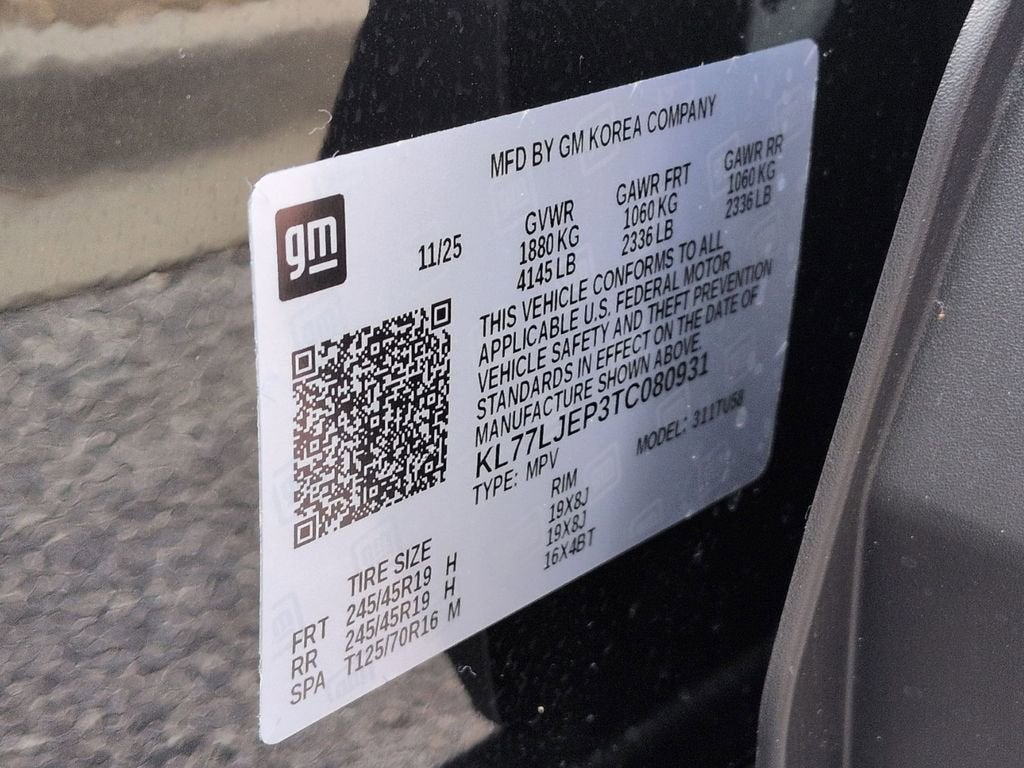 MFD BY GM KOREA COMPANY
gm
11/25
GVWR
1880 KG
4145 LB
GAWR FRT
1060 KG
2336 LB
GAWR RR
1060 KG
2336 LB
THIS VEHICLE CONFORMS TO ALL
APPLICABLE U.S. FEDERAL MOTOR
VEHICLE SAFETY AND THEFT PREVENTION
STANDARDS IN EFFECT ON THE DATE OF
MANUFACTURE SHOWN ABOVE.
KL77LJEP3TC080931
TYPE: MPV
MODEL: 311TU58
TIRE SIZE RIM
FRT 245/45R19 H 19X8J
RR 245/45R19 H 19X8J
SPA T125/70R16 M 16X4BT